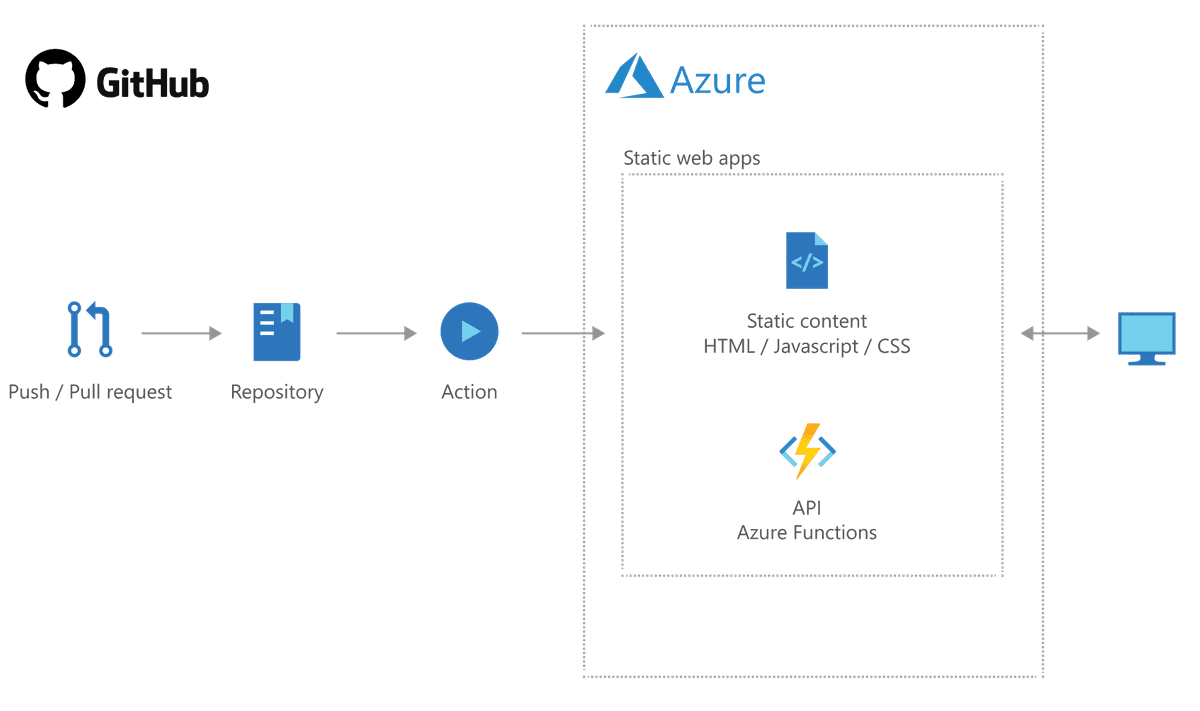 GitHub
Azure
Static web apps
</>
Static content
HTML / Javascript / CSS
Push / Pull request
Repository
Action
API
Azure Functions